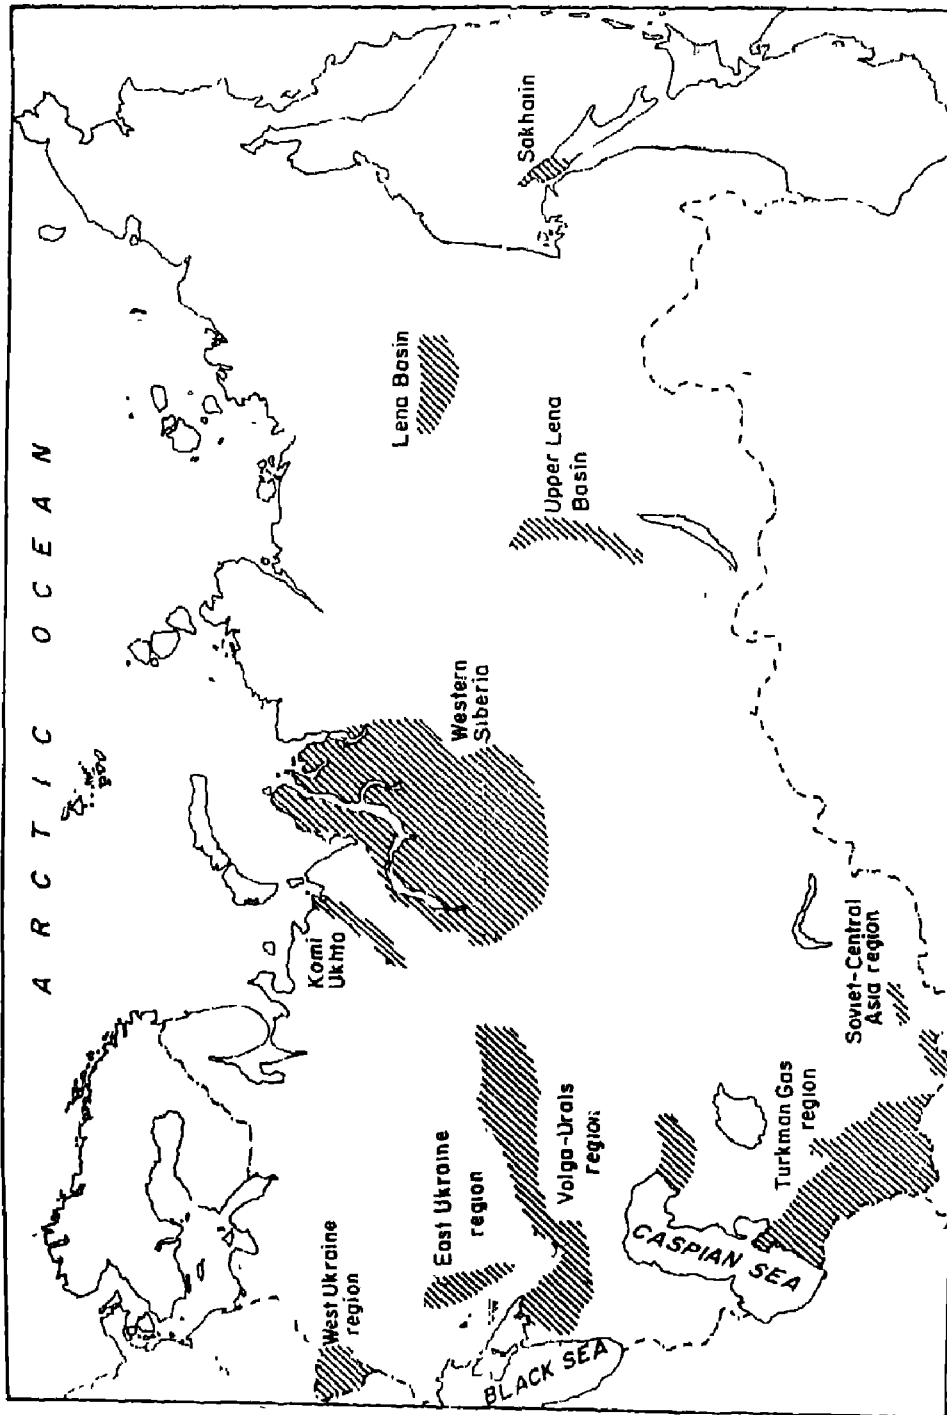 ARCTIC OCEAN
Sakhalin
Lena Basin
Upper Lena
Basin
Western
Siberia
Komi
Ukhta
Soviet-Central
Asia region
Turkman Gas
region
Volga-Urals
region
East Ukraine
region
West Ukraine
region
CASPIAN SEA
BLACK SEA